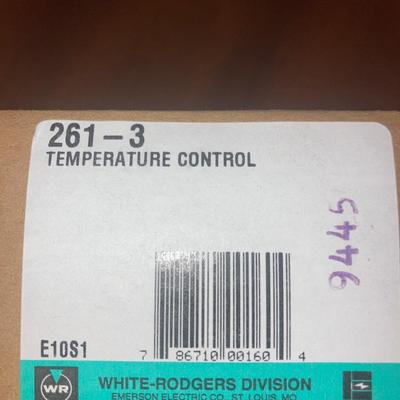 261-3
TEMPERATURE CONTROL
9445
E10S1
7 86710 00160 4
WR
WHITE-RODGERS DIVISION
EMERSON ELECTRIC CO., ST. LOUIS, MO